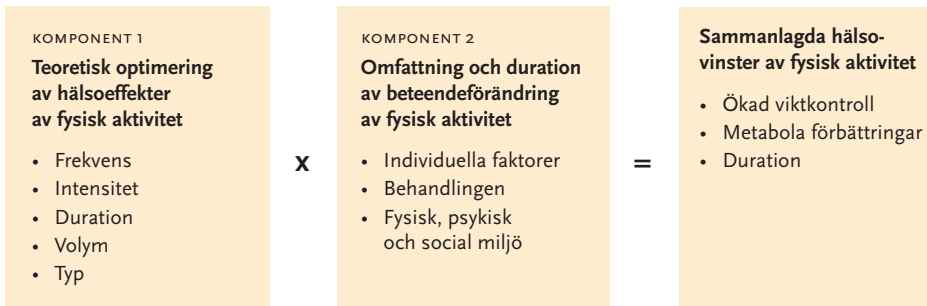 KOMPONENT 1
Teoretisk optimering
av hälsoeffekter
av fysisk aktivitet
• Frekvens
• Intensitet
• Duration
• Volym
• Typ
x
KOMPONENT 2
Omfattning och duration
av beteendeförändring
av fysisk aktivitet
• Individuella faktorer
• Behandlingen
• Fysisk, psykisk
och social miljö
=
Sammanlagda hälso-
vinster av fysisk aktivitet
• Ökad viktkontroll
• Metabola förbättringar
• Duration